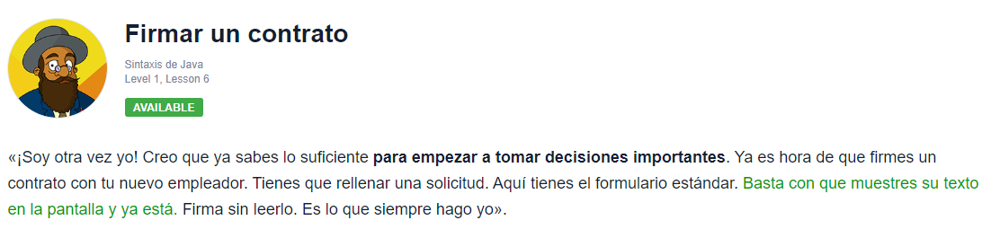 Firmar un contrato
Sintaxis de Java
Level 1, Lesson 6
AVAILABLE
«¡Soy otra vez yo! Creo que ya sabes lo suficiente para empezar a tomar decisiones importantes. Ya es hora de que firmes un
contrato con tu nuevo empleador. Tienes que rellenar una solicitud. Aquí tienes el formulario estándar. Basta con que muestres su texto
en la pantalla y ya está. Firma sin leerlo. Es lo que siempre hago yo».